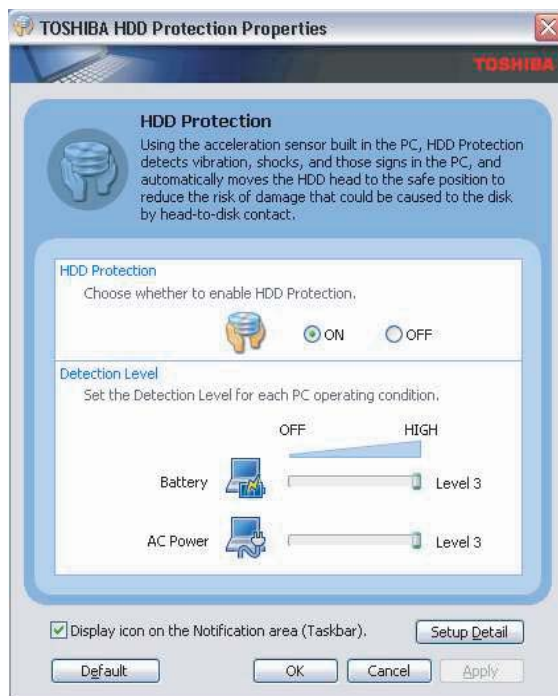 TOSHIBA HDD Protection Properties
TOSHIBA
HDD Protection
Using the acceleration sensor built in the PC, HDD Protection
detects vibration, shocks, and those signs in the PC, and
automatically moves the HDD head to the safe position to
reduce the risk of damage that could be caused to the disk
by head-to-disk contact.
HDD Protection
Choose whether to enable HDD Protection.
ON OFF
Detection Level
Set the Detection Level for each PC operating condition.
OFF HIGH
Battery Level 3
AC Power Level 3
Display icon on the Notification area (Taskbar). Setup Detail
Default OK Cancel Apply